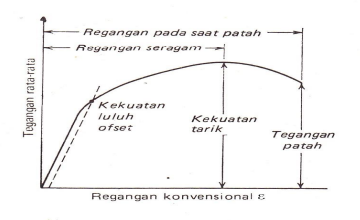 Regangan pada saat patah
Regangan seragam
Tegangan rata-rata
Kekuatan
luluh
ofset
Kekuatan
tarik
Tegangan
patah
Regangan konvensional ε